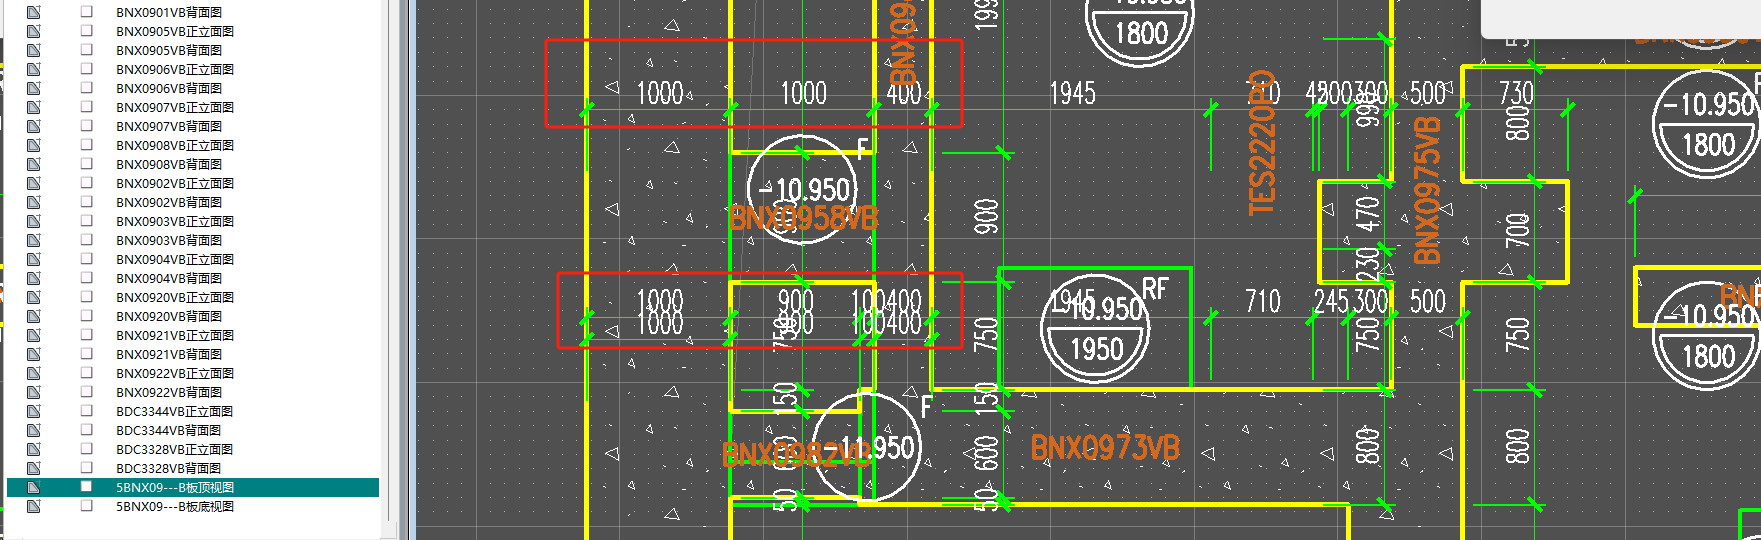 BNX0901VB背面图
BNX0905VB正立面图
BNX0905VB背面图
BNX0906VB正立面图
BNX0906VB背面图
BNX0907VB正立面图
BNX0907VB背面图
BNX0908VB正立面图
BNX0908VB背面图
BNX0902VB正立面图
BNX0902VB背面图
BNX0903VB正立面图
BNX0903VB背面图
BNX0904VB正立面图
BNX0904VB背面图
BNX0920VB正立面图
BNX0920VB背面图
BNX0921VB正立面图
BNX0921VB背面图
BNX0922VB正立面图
BNX0922VB背面图
BDC3344VB正立面图
BDC3344VB背面图
BDC3328VB正立面图
BDC3328VB背面图
5BNX09---B板顶视图
5BNX09---B板底视图
1800
1000
1000
400
1945
500
730
800
-10.950
1800
F
-10.950
BNX0958VB
900
TES2220PO
470
230
BNX0975VB
700
1000
900
100400
1000
100400
750
750
1945
RF
-10.950
1950
710
245300
500
750
750
-10.950
1800
150
150
F
-11.950
BNX0982VB
600
600
BNX0973VB
800
800
50
50